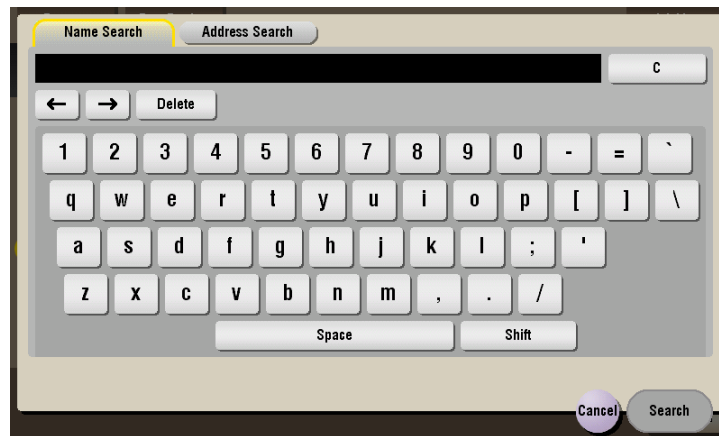 Name Search Address Search
C
← → Delete
1 2 3 4 5 6 7 8 9 0 - = `
q w e r t y u i o p [ ] \
a s d f g h j k l ; '
z x c v b n m , . /
Space Shift
Cancel Search